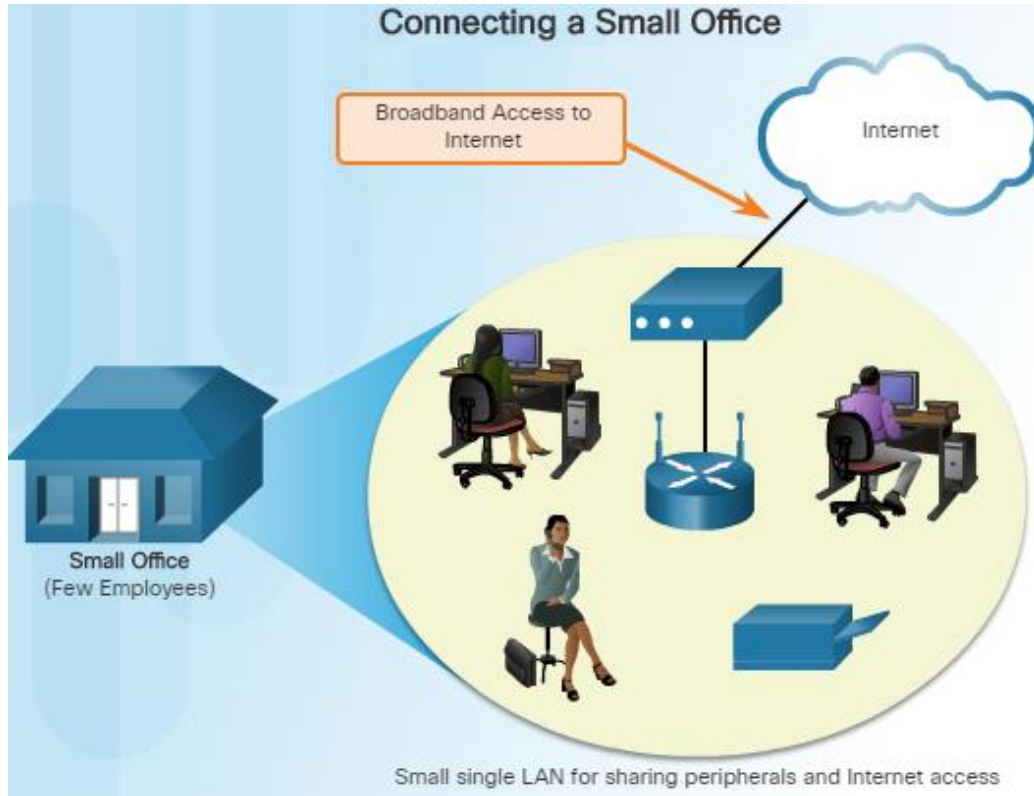 Connecting a Small Office
Broadband Access to
Internet
Internet
Small Office
(Few Employees)
Small single LAN for sharing peripherals and Internet access